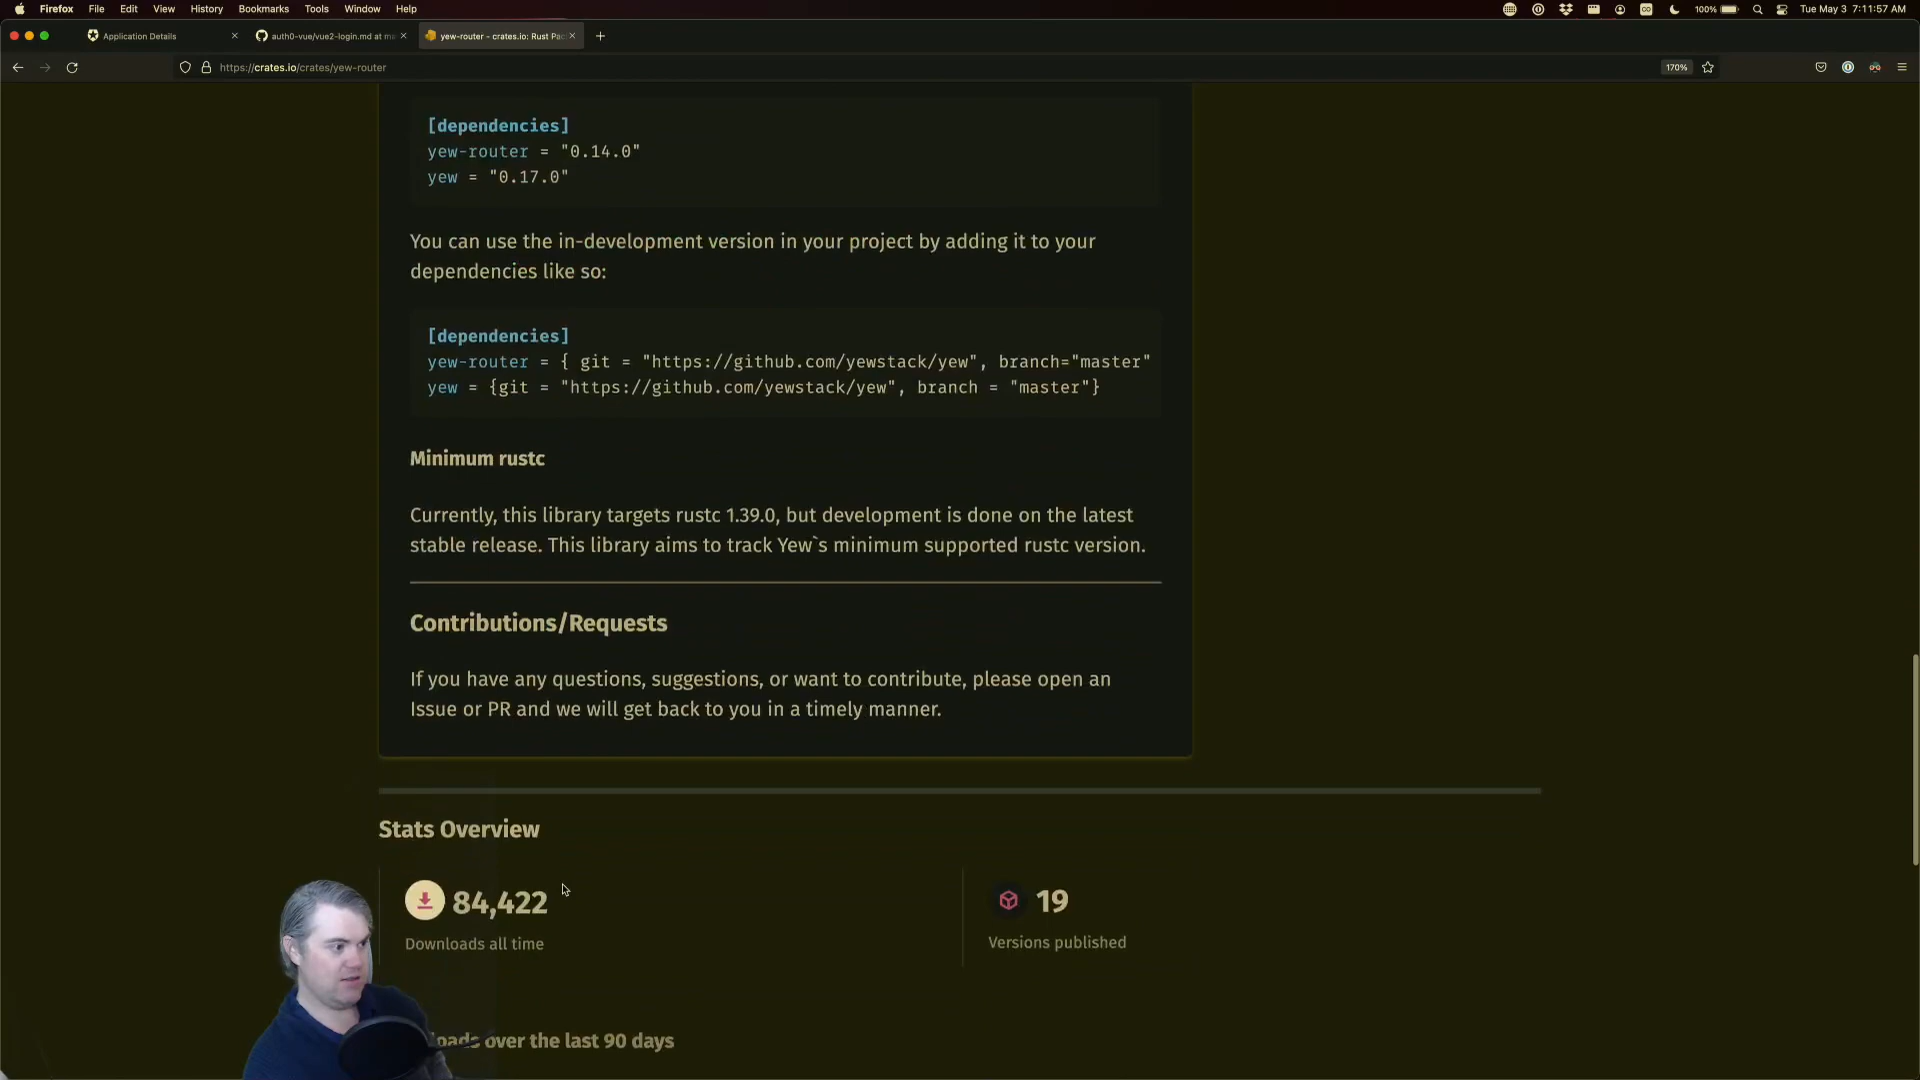 Firefox File Edit View History Bookmarks Tools Window Help 100% Tue May 3 7:11:57 AM
Application Details auth0-vue/vue2-login.md at m yew-router - crates.io: Rust Pac
https://crates.io/crates/yew-router 170%
[dependencies]
yew-router = "0.14.0"
yew = "0.17.0"
You can use the in-development version in your project by adding it to your
dependencies like so:
[dependencies]
yew-router = { git = "https://github.com/yewstack/yew", branch="master"
yew = {git = "https://github.com/yewstack/yew", branch = "master"}
Minimum rustc
Currently, this library targets rustc 1.39.0, but development is done on the latest
stable release. This library aims to track Yew`s minimum supported rustc version.
Contributions/Requests
If you have any questions, suggestions, or want to contribute, please open an
Issue or PR and we will get back to you in a timely manner.
Stats Overview
84,422
Downloads all time
19
Versions published
over the last 90 days